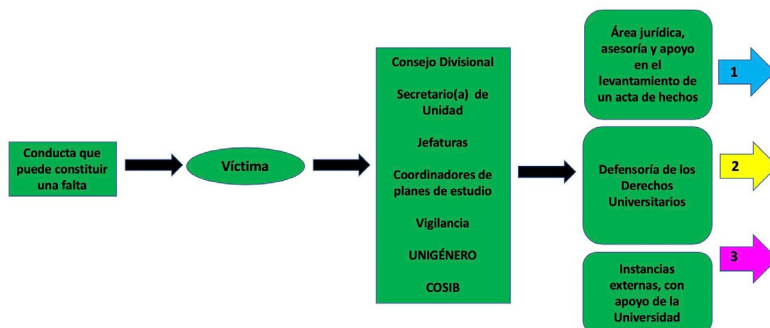 Conducta que
puede constituir
una falta
Víctima
Consejo Divisional
Secretario(a) de
Unidad
Jefaturas
Coordinadores de
planes de estudio
Vigilancia
UNIGÉNERO
COSIB
Área jurídica,
asesoría y apoyo
en el
levantamiento de
un acta de hechos
1
Defensoría de los
Derechos
Universitarios
2
3
Instancias
externas, con
apoyo de la
Universidad